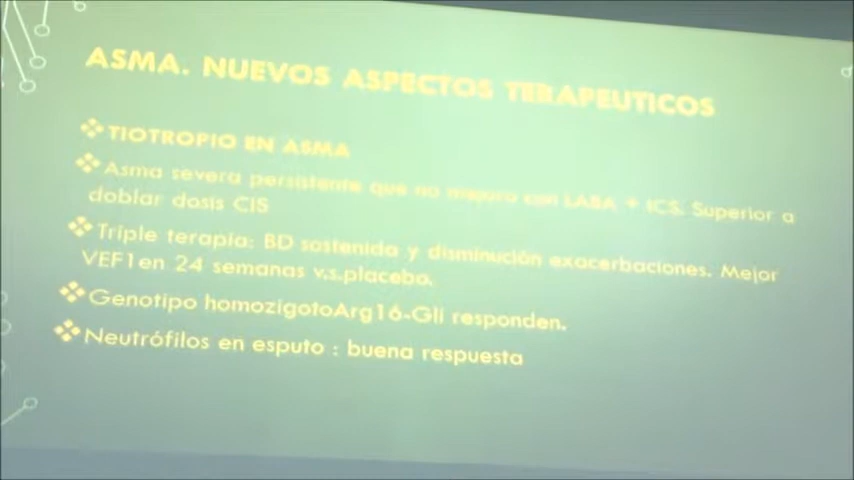 ASMA. NUEVOS ASPECTOS TERAPEUTICOS
TIOTROPIO EN ASMA
Asma severa persistente que no mejora con LABA + ICS. Superior a
doblar dosis CIS
Triple terapia: BD sostenida y disminución exacerbaciones. Mejor
VEF1en 24 semanas v.s.placebo.
Genotipo homozigotoArg16-Gli responden.
Neutrófilos en esputo : buena respuesta